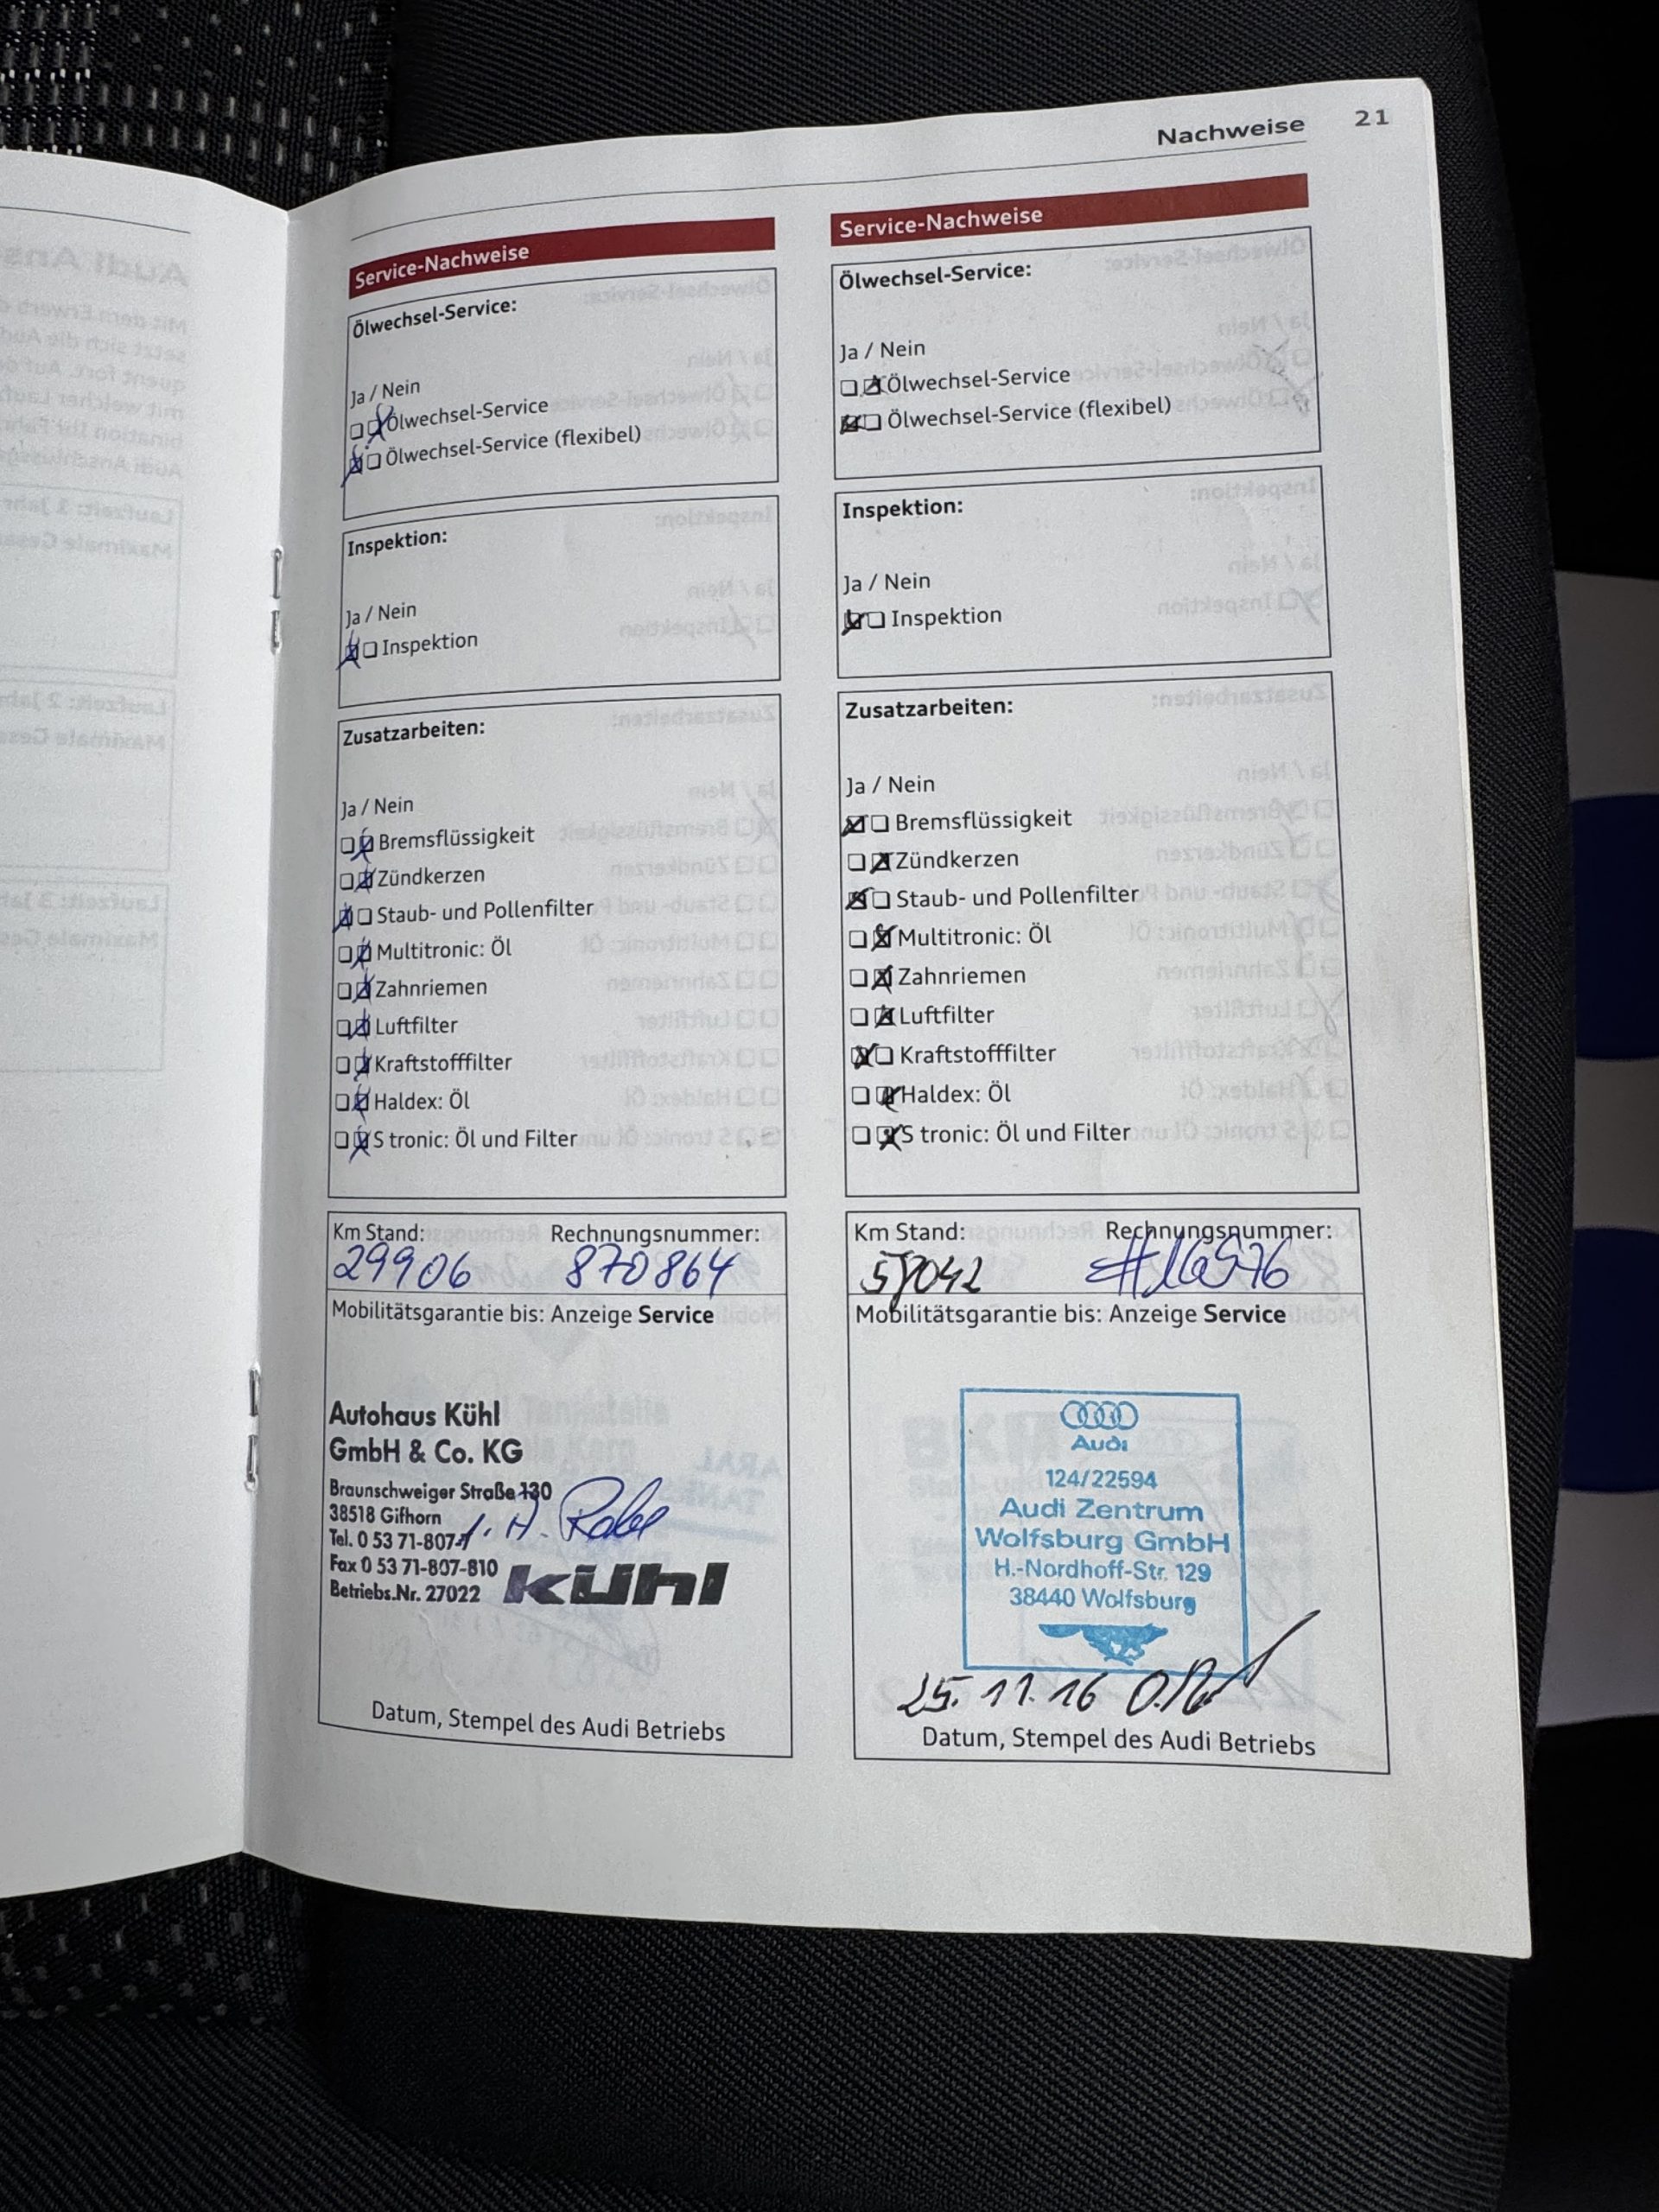 Nachweise 21
Service-Nachweise
Ölwechsel-Service:
Ja / Nein
Ölwechsel-Service
Ölwechsel-Service (flexibel)
Inspektion:
Ja / Nein
Inspektion
Zusatzarbeiten:
Ja / Nein
Bremsflüssigkeit
Zündkerzen
Staub- und Pollenfilter
Multitronic: Öl
Zahnriemen
Luftfilter
Kraftstofffilter
Haldex: Öl
S tronic: Öl und Filter
Km Stand: Rechnungsnummer:
29906 870864
Mobilitätsgarantie bis: Anzeige Service
Autohaus Kühl
GmbH & Co. KG
Braunschweiger Straße 130
38518 Gifhorn
Tel. 0 53 71-807-
Fax 0 53 71-807-810
Betriebs.Nr. 27022
kühl
Datum, Stempel des Audi Betriebs
Service-Nachweise
Ölwechsel-Service:
Ja / Nein
Ölwechsel-Service
Ölwechsel-Service (flexibel)
Inspektion:
Ja / Nein
Inspektion
Zusatzarbeiten:
Ja / Nein
Bremsflüssigkeit
Zündkerzen
Staub- und Pollenfilter
Multitronic: Öl
Zahnriemen
Luftfilter
Kraftstofffilter
Haldex: Öl
S tronic: Öl und Filter
Km Stand: Rechnungsnummer:
Mobilitätsgarantie bis: Anzeige Service
Audi
124/22594
Audi Zentrum
Wolfsburg GmbH
H.-Nordhoff-Str. 129
38440 Wolfsburg
25. 11. 16
Datum, Stempel des Audi Betriebs